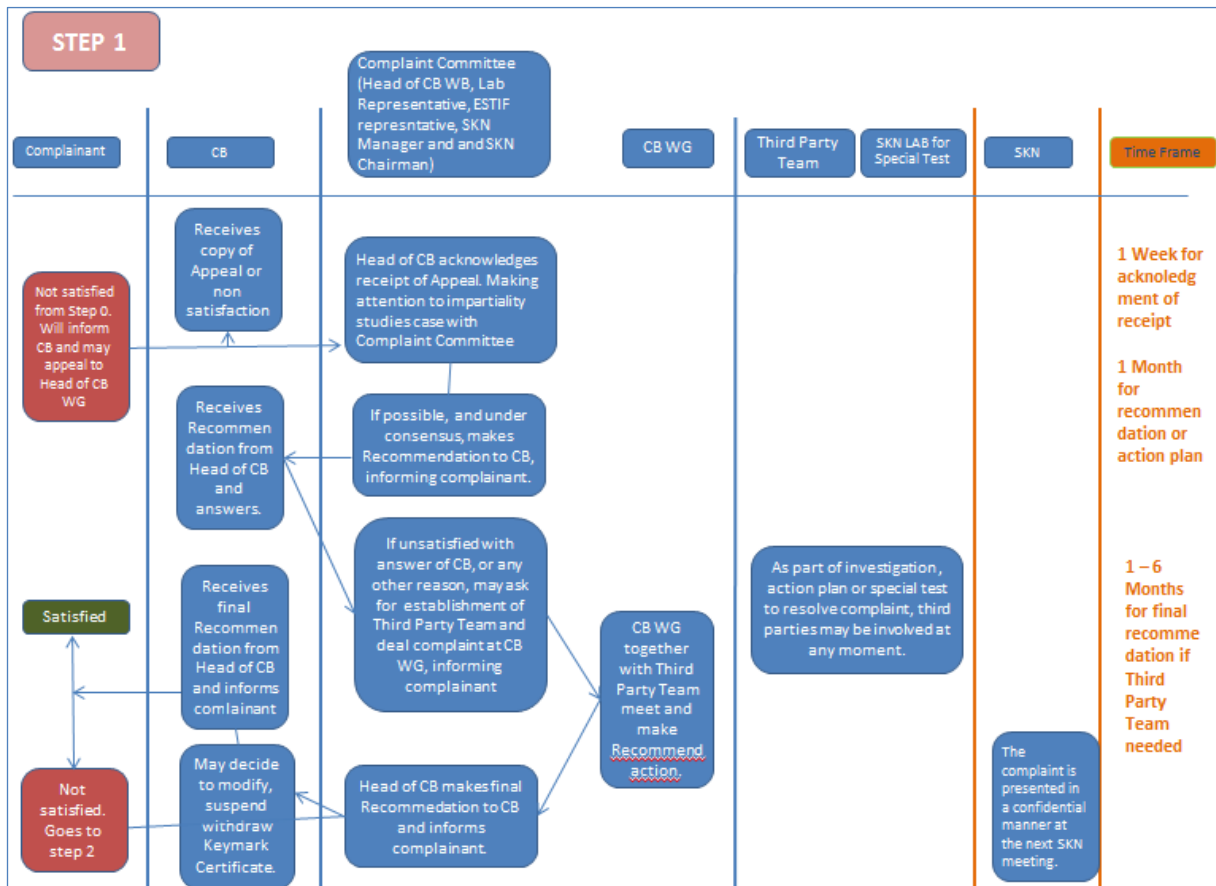 STEP 1
Complaint Committee
(Head of CB WB, Lab
Representative, ESTIF
represntative, SKN
Manager and and SKN
Chairman)
Complainant
CB
CB WG
Third Party
Team
SKN LAB for
Special Test
SKN
Time Frame
Receives
copy of
Appeal or
non
satisfaction
Not satisfied
from Step 0.
Will inform
CB and may
appeal to
Head of CB
WG
Head of CB acknowledges
receipt of Appeal. Making
attention to impartiality
studies case with
Complaint Committee
1 Week for
acknoledg
ment of
receipt
1 Month
for
recommen
dation or
action plan
Receives
Recommen
dation from
Head of CB
and
answers.
If possible, and under
consensus, makes
Recommendation to CB,
informing complainant.
If unsatisfied with
answer of CB, or any
other reason, may ask
for establishment of
Third Party Team and
deal complaint at CB
WG, informing
complainant
As part of investigation,
action plan or special test
to resolve complaint, third
parties may be involved at
any moment.
1 – 6
Months
for final
recomme
dation if
Third
Party
Team
needed
Receives
final
Recommen
dation from
Head of CB
and informs
comlainant
Satisfied
CB WG
together
with Third
Party Team
meet and
make
Recommend
action.
Not
satisfied.
Goes to
step 2
May decide
to modify,
suspend
withdraw
Keymark
Certificate.
Head of CB makes final
Recommedation to CB
and informs
complainant.
The
complaint is
presented in
a confidential
manner at
the next SKN
meeting.